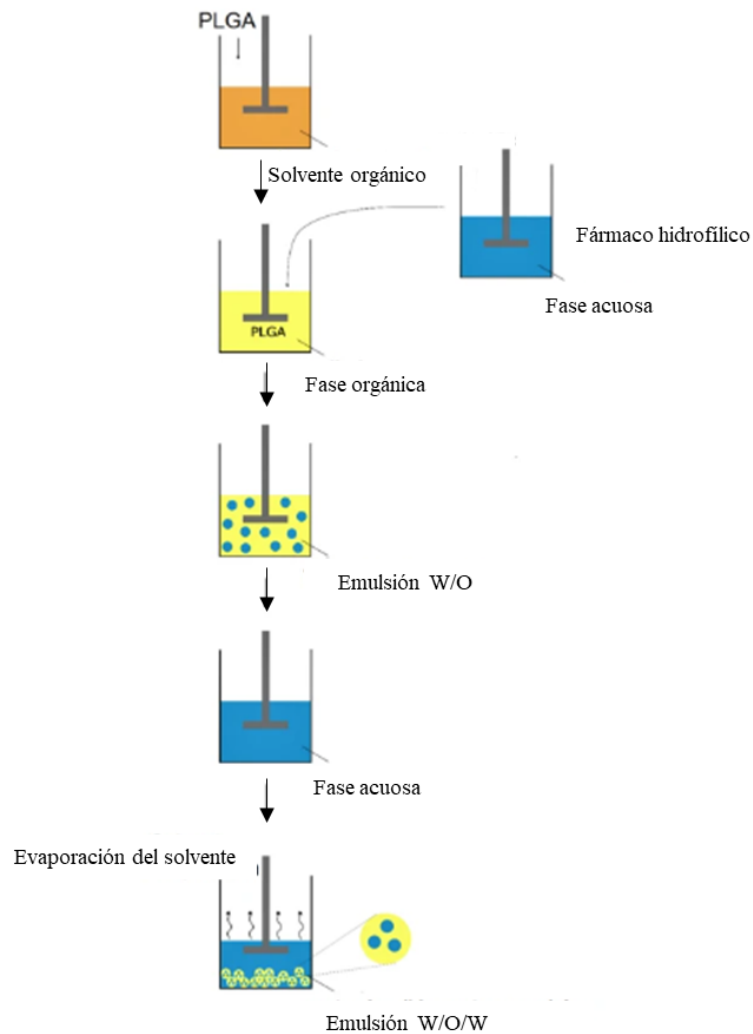 PLGA
Solvente orgánico
Fármaco hidrofílico
Fase acuosa
PLGA
Fase orgánica
Emulsión W/O
Fase acuosa
Evaporación del solvente
Emulsión W/O/W